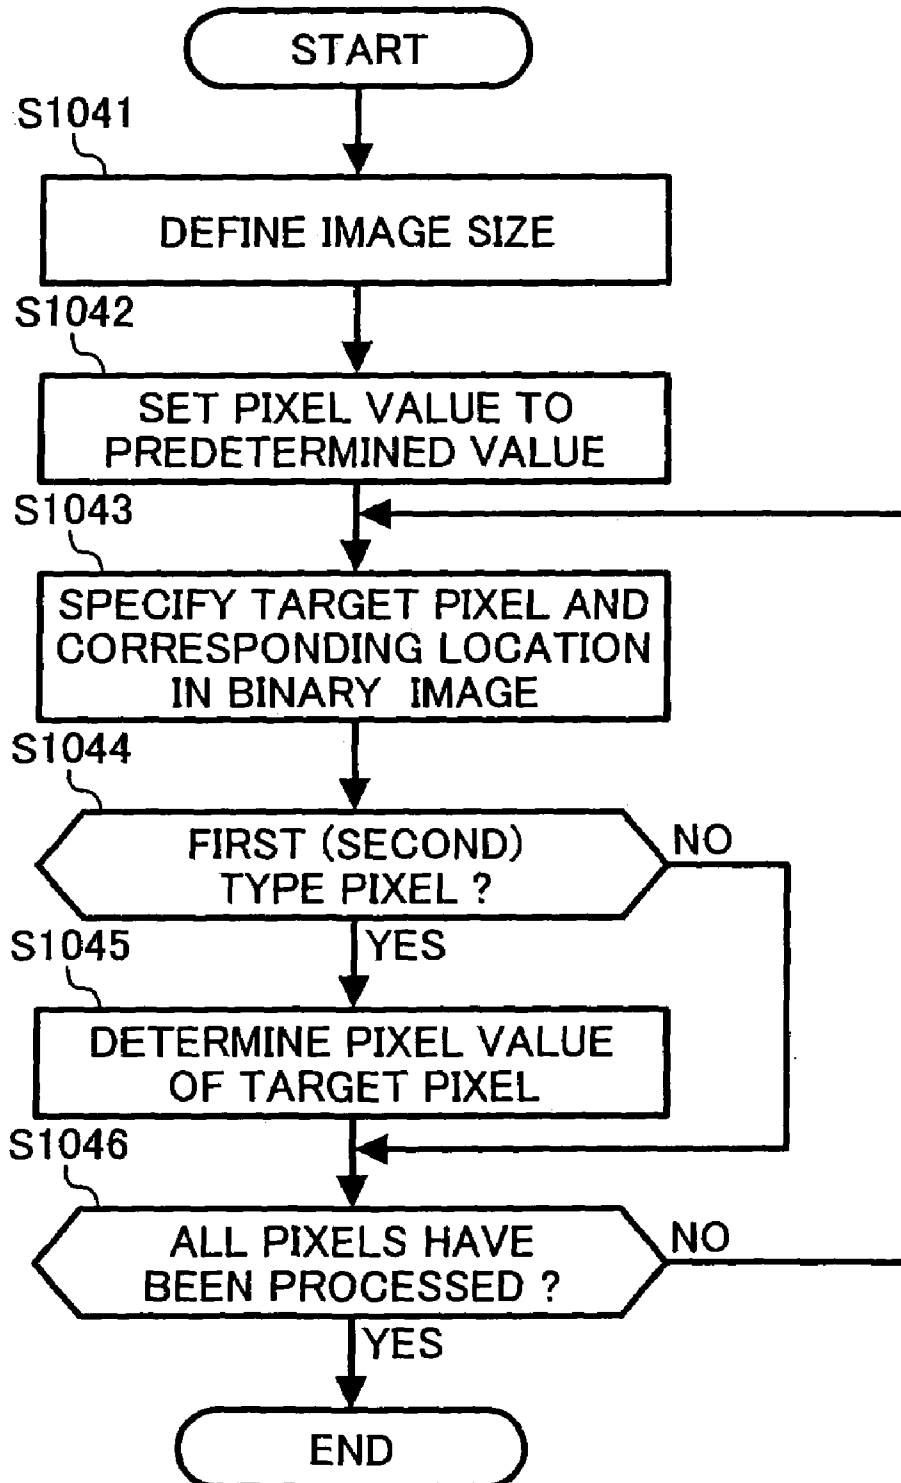 START
S1041
DEFINE IMAGE SIZE
S1042
SET PIXEL VALUE TO
PREDETERMINED VALUE
S1043
SPECIFY TARGET PIXEL AND
CORRESPONDING LOCATION
IN BINARY IMAGE
S1044
FIRST (SECOND)
TYPE PIXEL ?
NO
YES
S1045
DETERMINE PIXEL VALUE
OF TARGET PIXEL
S1046
ALL PIXELS HAVE
BEEN PROCESSED ?
NO
YES
END